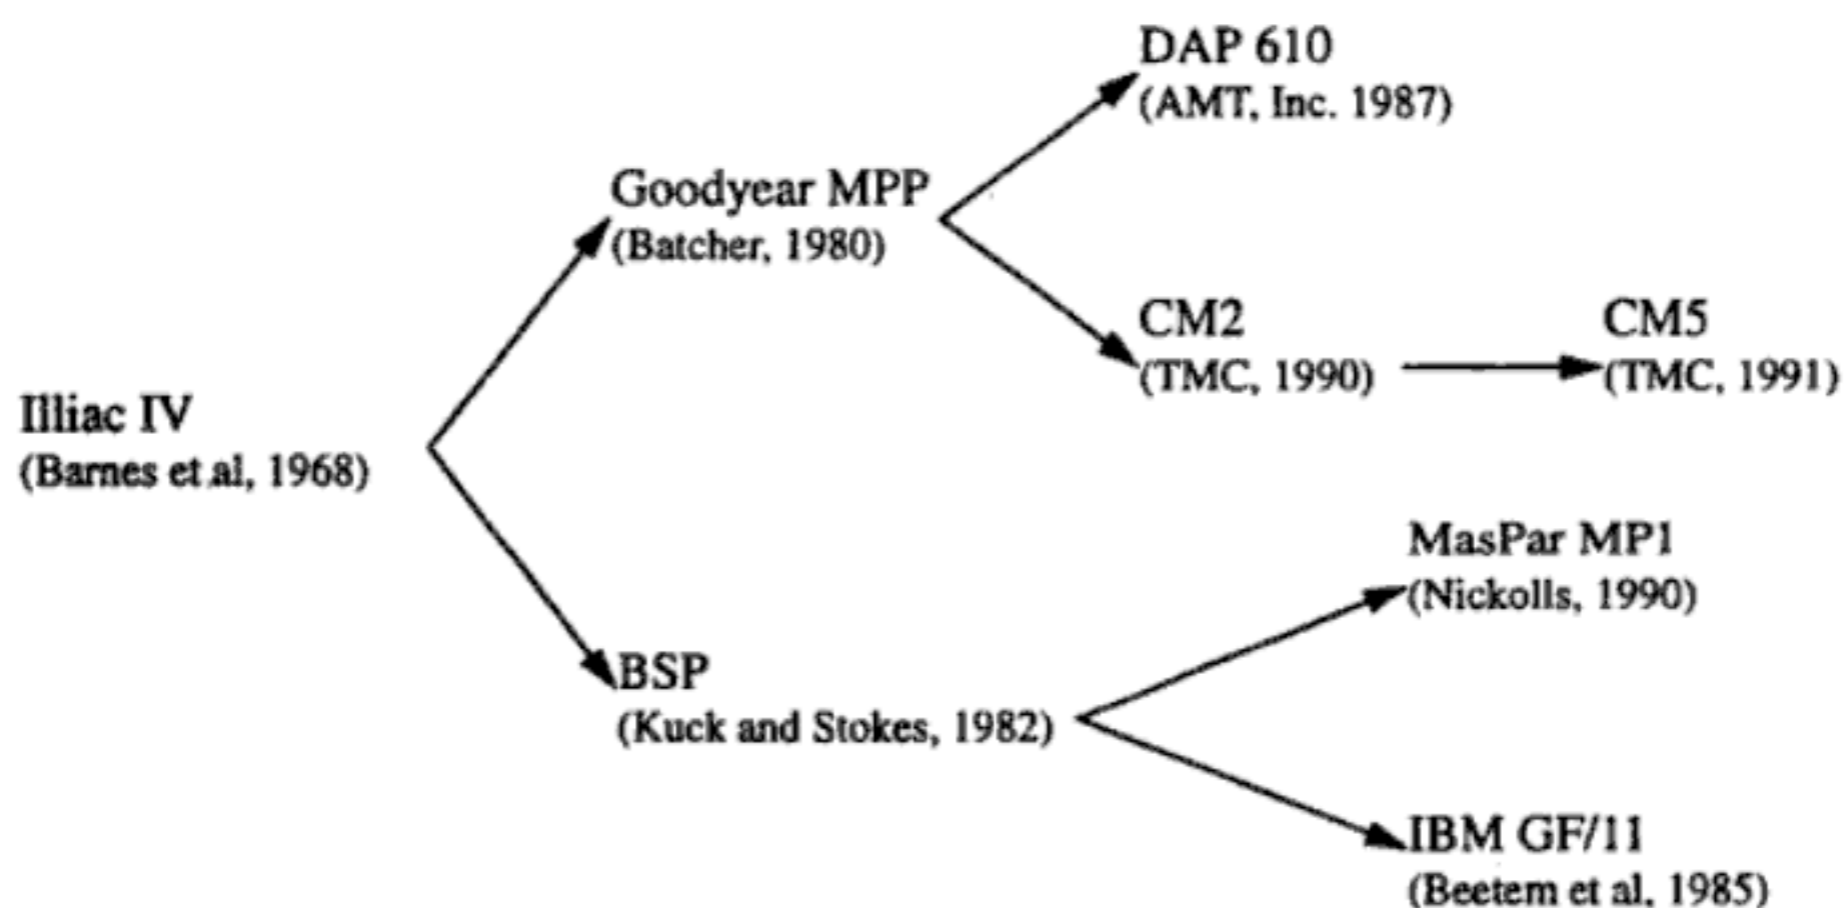 DAP 610
(AMT, Inc. 1987)
Goodyear MPP
(Batcher, 1980)
CM2
(TMC, 1990)
CM5
(TMC, 1991)
Illiac IV
(Barnes et al, 1968)
MasPar MP1
(Nickolls, 1990)
BSP
(Kuck and Stokes, 1982)
IBM GF/11
(Beetem et al, 1985)